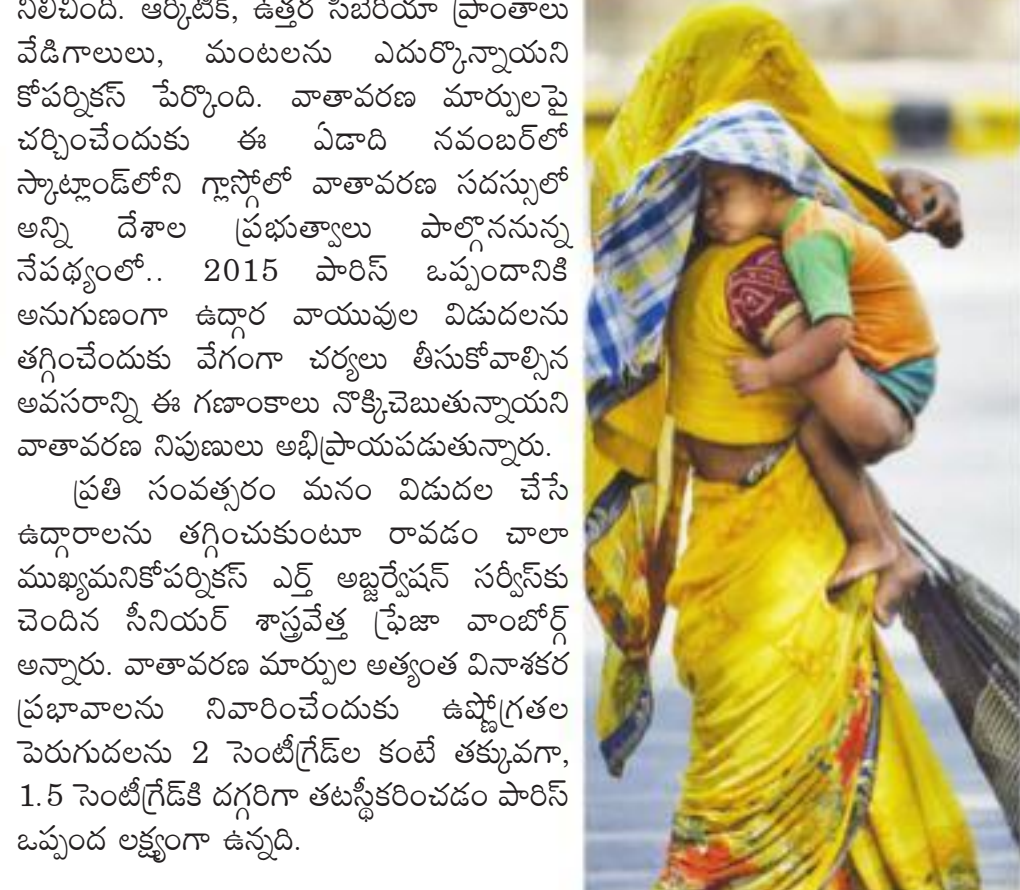 నిలిచింది. ఆర్కిటిక్, ఉత్తర సిబెరియా ప్రాంతాలు
వేడిగాలులు, మంటలను ఎదుర్కొన్నాయని
కోపర్నికస్ పేర్కొంది. వాతావరణ మార్పులపై
చర్చించేందుకు ఈ ఏడాది నవంబర్‌లో
స్కాట్లాండ్‌లోని గ్లాస్గోలో వాతావరణ సదస్సులో
అన్ని దేశాల ప్రభుత్వాలు పాల్గొననున్న
నేపథ్యంలో.. 2015 పారిస్ ఒప్పందానికి
అనుగుణంగా ఉద్గార వాయువుల విడుదలను
తగ్గించేందుకు వేగంగా చర్యలు తీసుకోవాల్సిన
అవసరాన్ని ఈ గణాంకాలు నొక్కిచెబుతున్నాయని
వాతావరణ నిపుణులు అభిప్రాయపడుతున్నారు.
ప్రతి సంవత్సరం మనం విడుదల చేసే
ఉద్గారాలను తగ్గించుకుంటూ రావడం చాలా
ముఖ్యమనికోపర్నికస్ ఎర్త్ అబ్జర్వేషన్ సర్వీస్‌కు
చెందిన సీనియర్ శాస్త్రవేత్త ఫ్రేజా వాంబోర్గ్
అన్నారు. వాతావరణ మార్పుల అత్యంత వినాశకర
ప్రభావాలను నివారించేందుకు ఉష్ణోగ్రతల
పెరుగుదలను 2 సెంటీగ్రేడ్‌ల కంటే తక్కువగా,
1.5 సెంటీగ్రేడ్‌కి దగ్గరిగా తటస్థీకరించడం పారిస్
ఒప్పంద లక్ష్యంగా ఉన్నది.